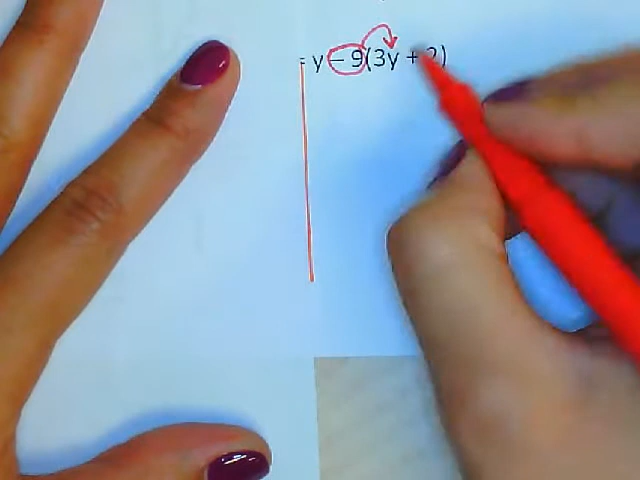 = y − 9(3y + 2)